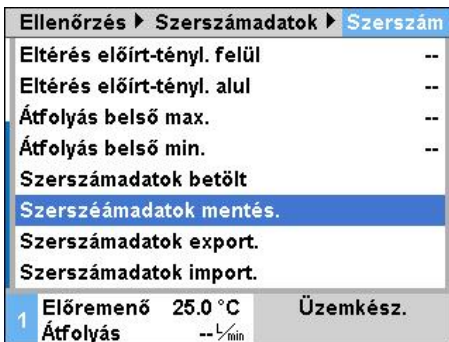 Ellenőrzés ▶ Szerszámadatok ▶ Szerszám
Eltérés előírt-tényl. felül --
Eltérés előírt-tényl. alul --
Átfolyás belső max. --
Átfolyás belső min. --
Szerszámadatok betölt
Szerszéámadatok mentés.
Szerszámadatok export.
Szerszámadatok import.
1 Előremenő 25.0 °C Üzemkész.
Átfolyás -- L/min